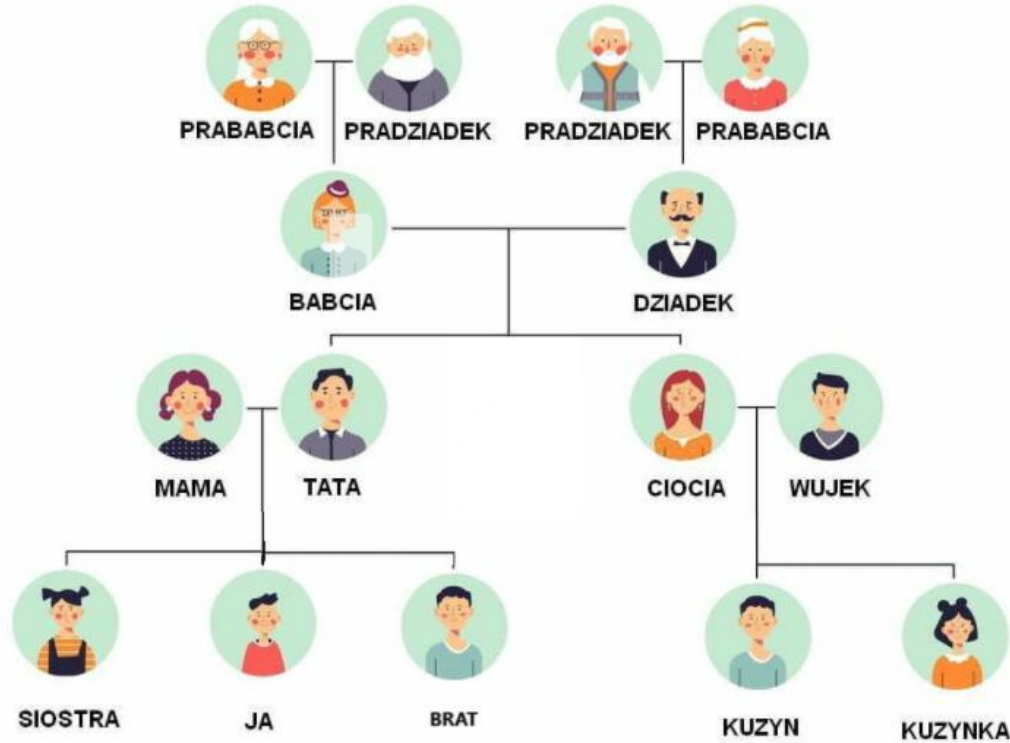 PRABABCIA PRADZIADEK PRADZIADEK PRABABCIA
BABCIA DZIADEK
MAMA TATA CIOCIA WUJEK
SIOSTRA JA BRAT KUZYN KUZYNKA